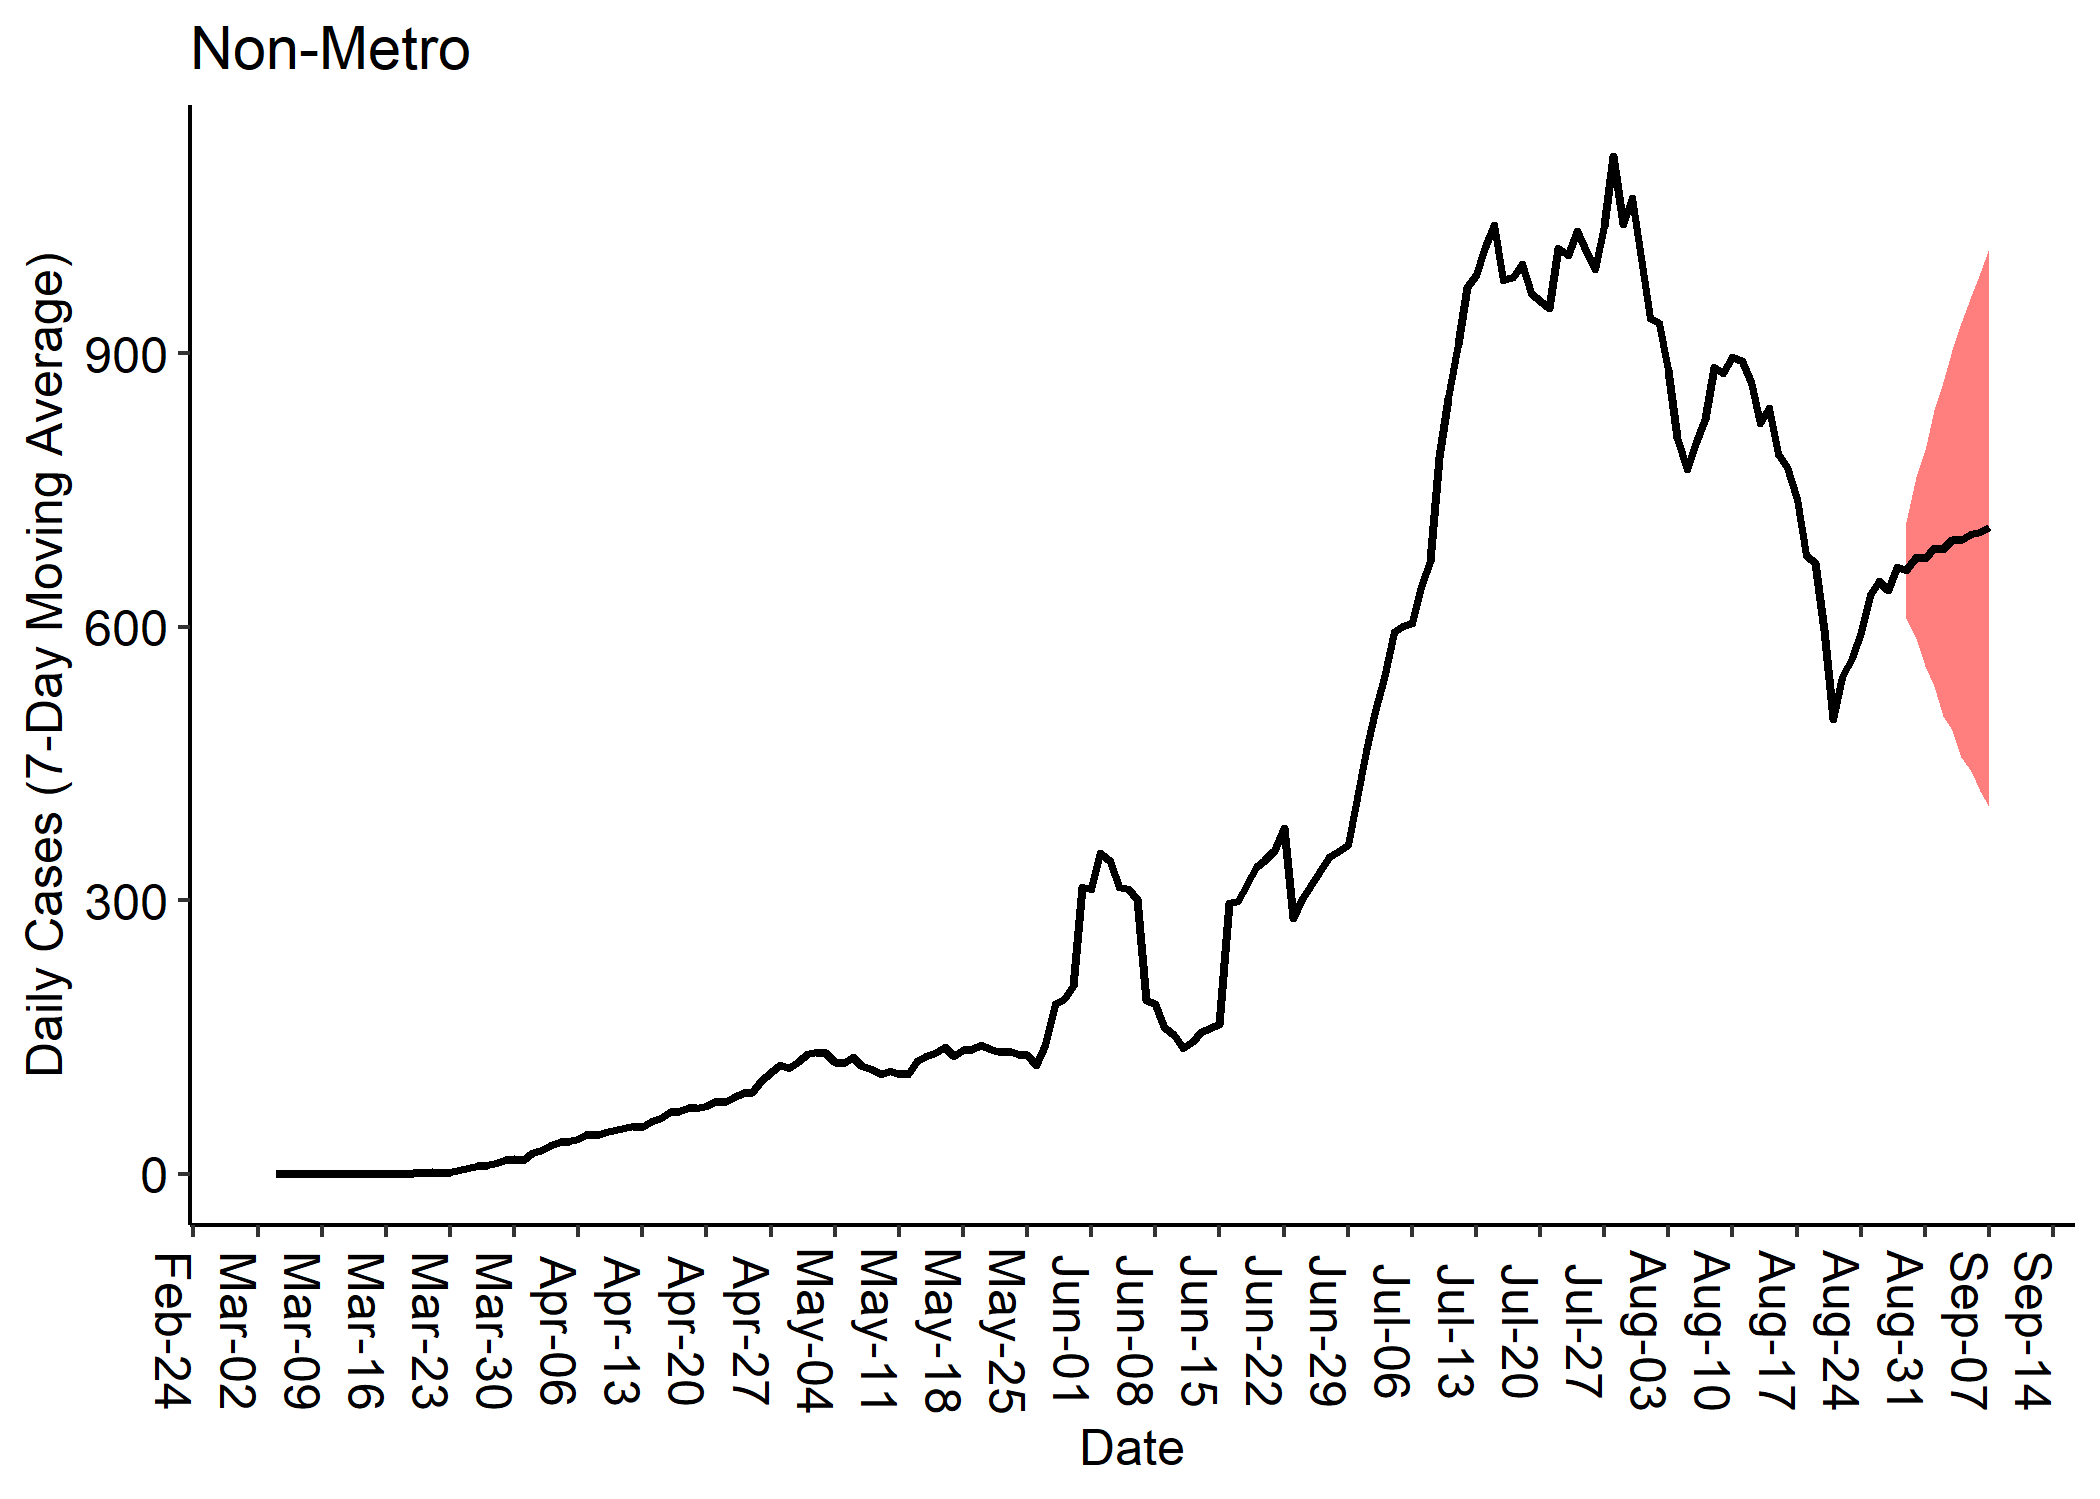 Non-Metro
Daily Cases (7-Day Moving Average)
900
600
300
0
Feb-24
Mar-02
Mar-09
Mar-16
Mar-23
Mar-30
Apr-06
Apr-13
Apr-20
Apr-27
May-04
May-11
May-18
May-25
Jun-01
Jun-08
Jun-15
Jun-22
Jun-29
Jul-06
Jul-13
Jul-20
Jul-27
Aug-03
Aug-10
Aug-17
Aug-24
Aug-31
Sep-07
Sep-14
Date